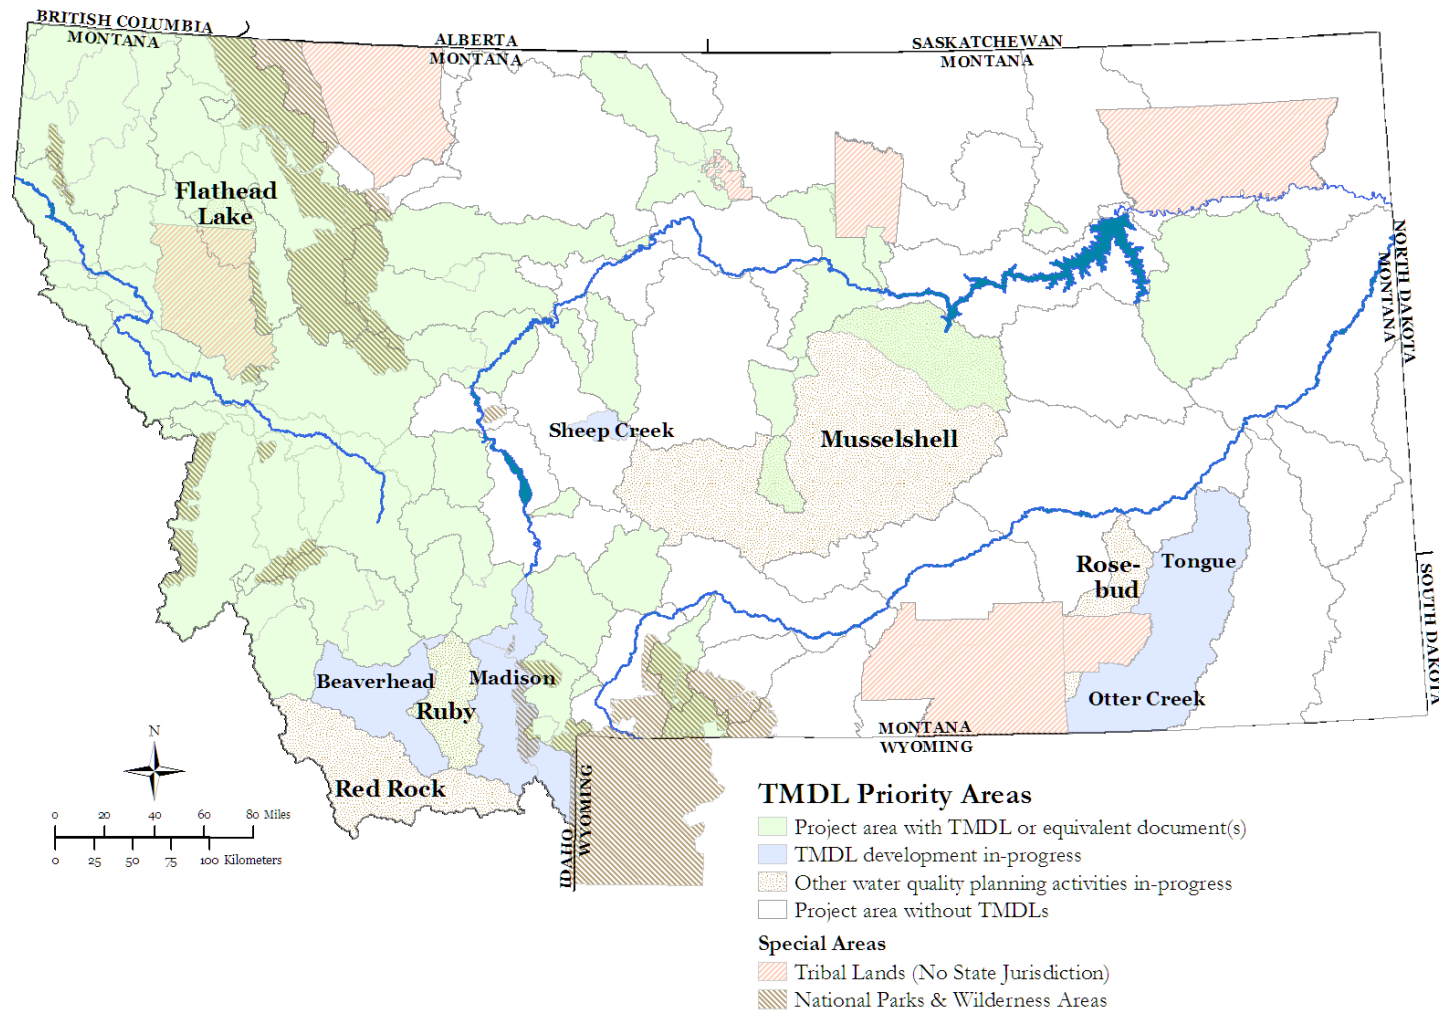 BRITISH COLUMBIA
MONTANA
ALBERTA
MONTANA
SASKATCHEWAN
MONTANA
Flathead
Lake
NORTH DAKOTA
MONTANA
Sheep Creek
Musselshell
Rose-
bud
Tongue
SOUTH DAKOTA
Beaverhead
Ruby
Madison
Otter Creek
MONTANA
WYOMING
Red Rock
IDAHO
WYOMING
N
0 20 40 60 80 Miles
0 25 50 75 100 Kilometers
TMDL Priority Areas
Project area with TMDL or equivalent document(s)
TMDL development in-progress
Other water quality planning activities in-progress
Project area without TMDLs
Special Areas
Tribal Lands (No State Jurisdiction)
National Parks & Wilderness Areas